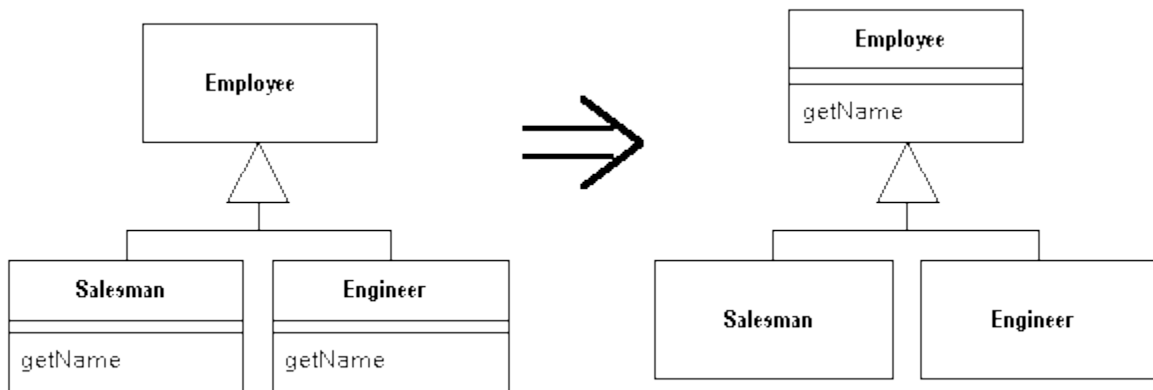 Employee
Salesman
getName
Engineer
getName
Employee
getName
Salesman
Engineer